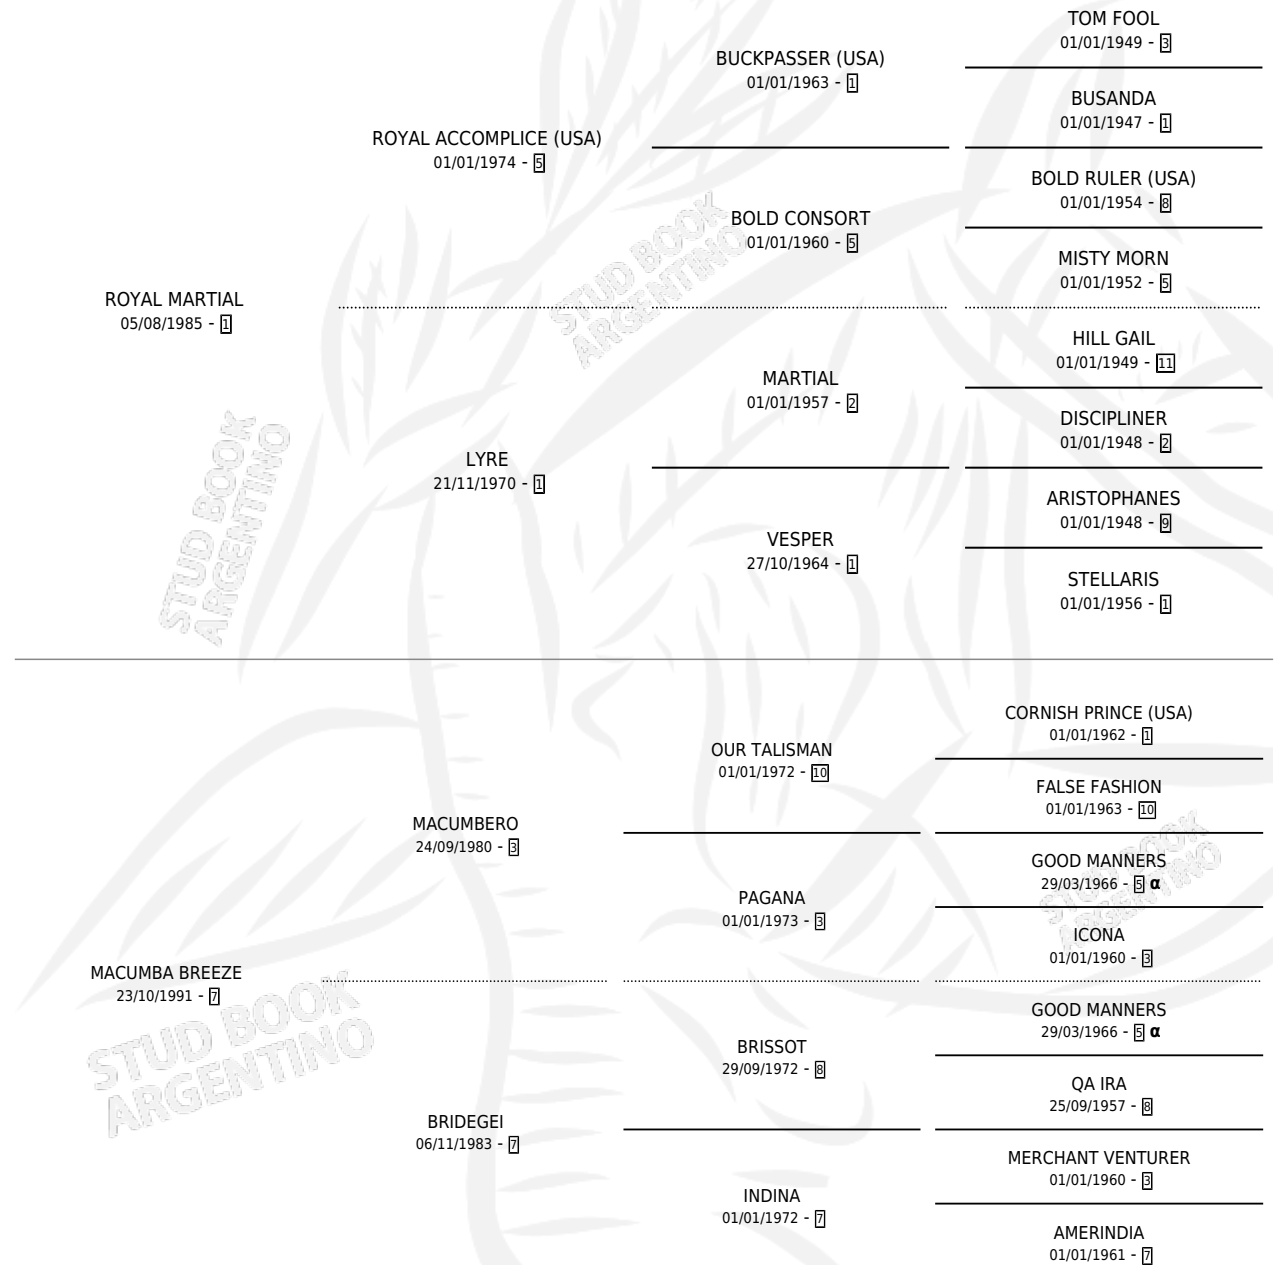 TOM FOOL
01/01/1949 - 3
BUCKPASSER (USA)
01/01/1963 - 1
BUSANDA
01/01/1947 - 1
ROYAL ACCOMPLICE (USA)
01/01/1974 - 5
BOLD RULER (USA)
01/01/1954 - 8
BOLD CONSORT
01/01/1960 - 5
MISTY MORN
01/01/1952 - 5
ROYAL MARTIAL
05/08/1985 - 1
HILL GAIL
01/01/1949 - 11
MARTIAL
01/01/1957 - 2
DISCIPLINER
01/01/1948 - 2
LYRE
21/11/1970 - 1
ARISTOPHANES
01/01/1948 - 9
VESPER
27/10/1964 - 1
STELLARIS
01/01/1956 - 1
CORNISH PRINCE (USA)
01/01/1962 - 1
OUR TALISMAN
01/01/1972 - 10
FALSE FASHION
01/01/1963 - 10
MACUMBERO
24/09/1980 - 3
GOOD MANNERS
29/03/1966 - 5 α
PAGANA
01/01/1973 - 3
ICONA
01/01/1960 - 3
MACUMBA BREEZE
23/10/1991 - 7
GOOD MANNERS
29/03/1966 - 5 α
BRISSOT
29/09/1972 - 8
QA IRA
25/09/1957 - 8
BRIDEGEI
06/11/1983 - 7
MERCHANT VENTURER
01/01/1960 - 3
INDINA
01/01/1972 - 7
AMERINDIA
01/01/1961 - 7
STUD BOOK
ARGENTINO
STUD BOOK
ARGENTINO
STUD BOOK
ARGENTINO
STUD BOOK
ARGENTINO